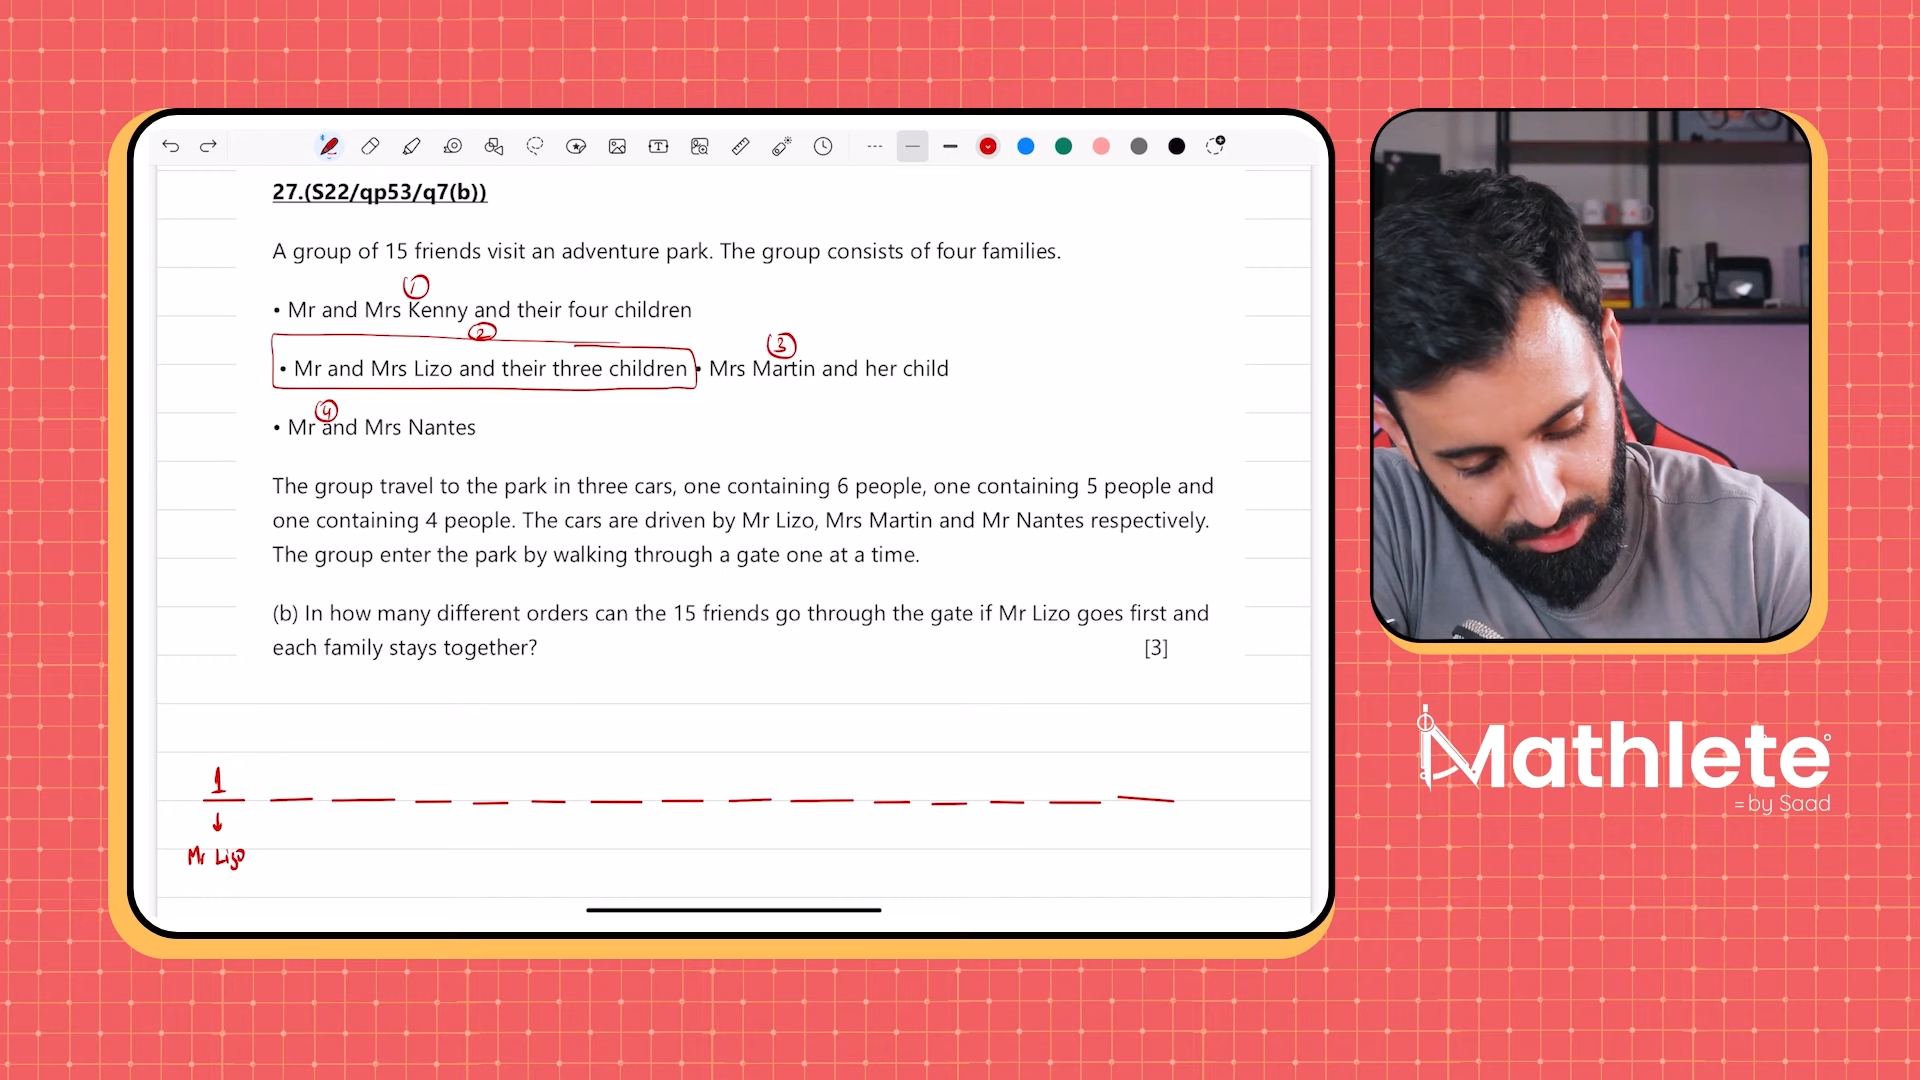 27.(S22/qp53/q7(b))
A group of 15 friends visit an adventure park. The group consists of four families.
1
• Mr and Mrs Kenny and their four children
2
3
• Mr and Mrs Lizo and their three children • Mrs Martin and her child
4
• Mr and Mrs Nantes
The group travel to the park in three cars, one containing 6 people, one containing 5 people and
one containing 4 people. The cars are driven by Mr Lizo, Mrs Martin and Mr Nantes respectively.
The group enter the park by walking through a gate one at a time.
(b) In how many different orders can the 15 friends go through the gate if Mr Lizo goes first and
each family stays together? [3]
1
Mr Lizo
Mathlete
=by Saad